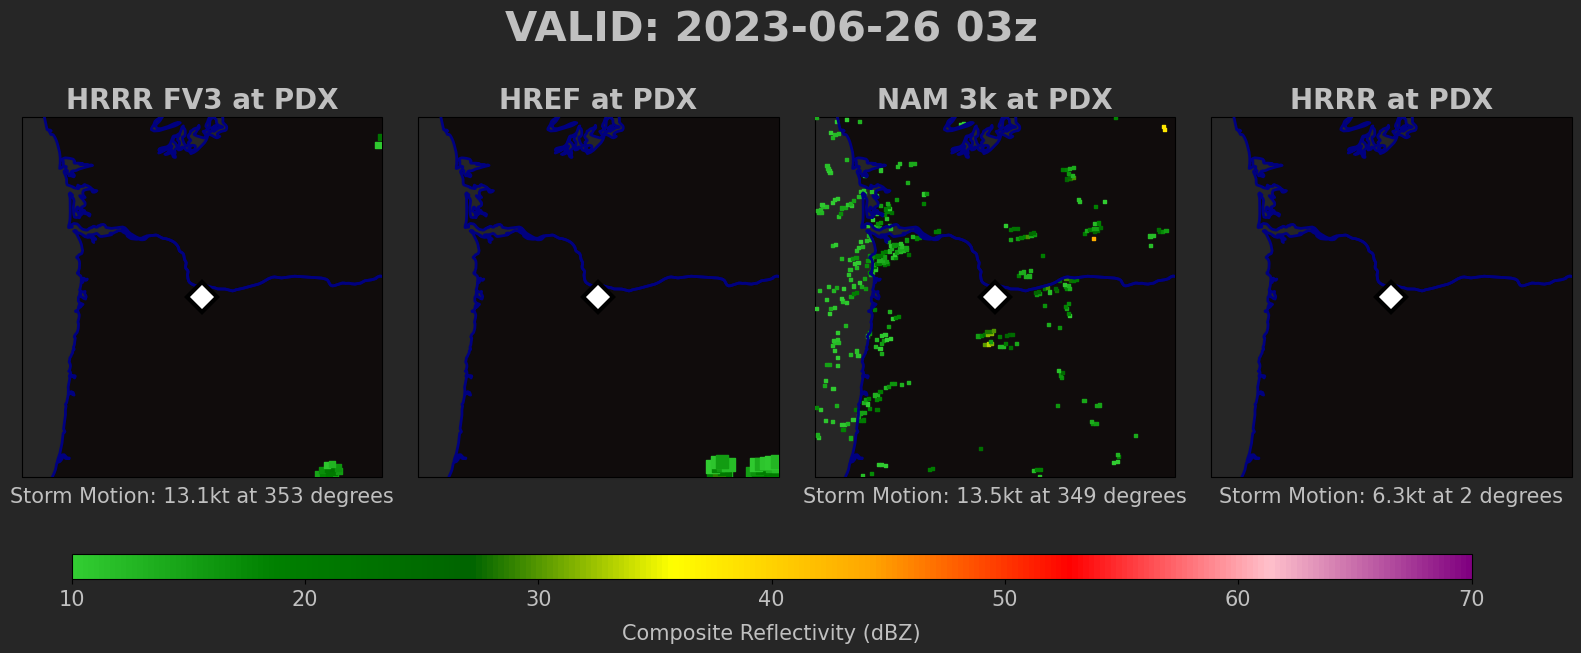 VALID: 2023-06-26 03z
HRRR FV3 at PDX
HREF at PDX
NAM 3k at PDX
HRRR at PDX
Storm Motion: 13.1kt at 353 degrees
Storm Motion: 13.5kt at 349 degrees
Storm Motion: 6.3kt at 2 degrees
10 20 30 40 50 60 70
Composite Reflectivity (dBZ)